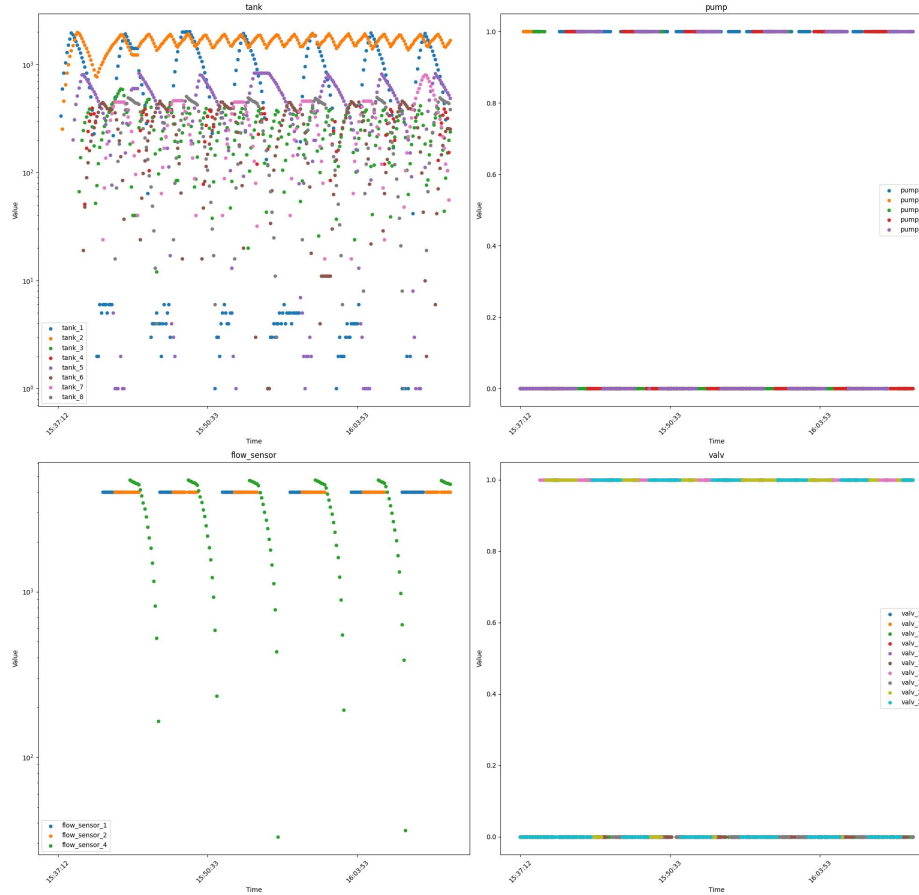 tank
Value
10³
10²
10¹
10⁰
tank_1
tank_2
tank_3
tank_4
tank_5
tank_6
tank_7
tank_8
15:37:12
15:50:33
16:03:53
Time
pump
Value
1.0
0.8
0.6
0.4
0.2
0.0
pump_
pump_
pump_
pump_
pump_
15:37:12
15:50:33
16:03:53
Time
flow_sensor
Value
10³
10²
flow_sensor_1
flow_sensor_2
flow_sensor_4
15:37:12
15:50:33
16:03:53
Time
valv
Value
1.0
0.8
0.6
0.4
0.2
0.0
valv_
valv_
valv_
valv_
valv_
valv_
valv_
valv_
valv_
valv_
15:37:12
15:50:33
16:03:53
Time